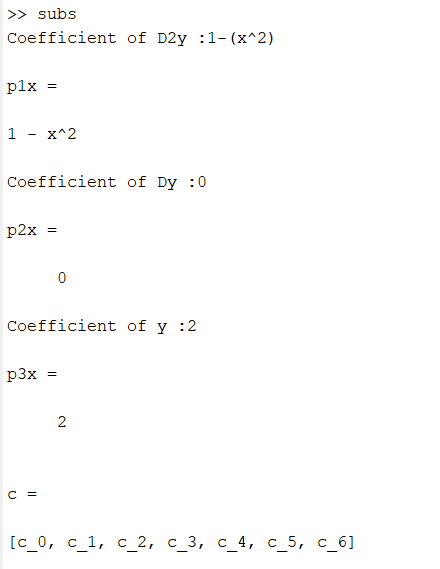 >> subs
Coefficient of D2y :1-(x^2)
p1x =
1 - x^2
Coefficient of Dy :0
p2x =
0
Coefficient of y :2
p3x =
2
c =
[c_0, c_1, c_2, c_3, c_4, c_5, c_6]